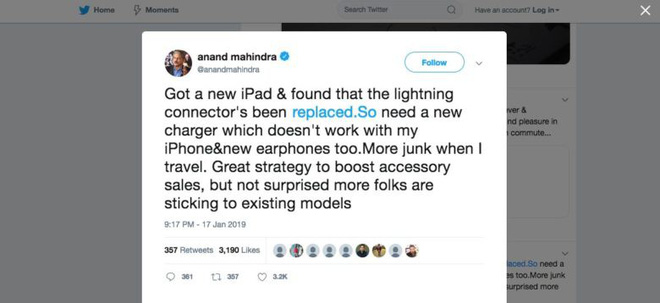 Home Moments Search Twitter Have an account? Log in
anand mahindra
@anandmahindra
Follow
Got a new iPad & found that the lightning
connector's been replaced.So need a new
charger which doesn't work with my
iPhone&new earphones too.More junk when I
travel. Great strategy to boost accessory
sales, but not surprised more folks are
sticking to existing models
9:17 PM - 17 Jan 2019
357 Retweets 3,190 Likes
361 357 3.2K
ver &
nd pleasure in
commute...
laced.So need a
es too.More junk
surprised more